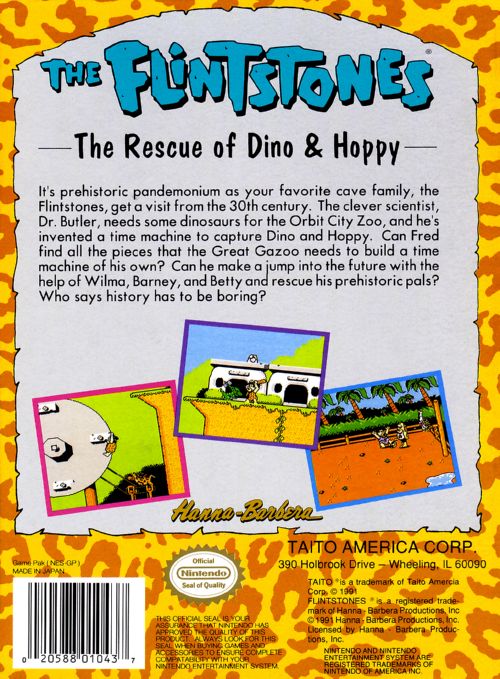 THE FLINTSTONES®
The Rescue of Dino & Hoppy
It's prehistoric pandemonium as your favorite cave family, the
Flintstones, get a visit from the 30th century. The clever scientist,
Dr. Butler, needs some dinosaurs for the Orbit City Zoo, and he's
invented a time machine to capture Dino and Hoppy. Can Fred
find all the pieces that the Great Gazoo needs to build a time
machine of his own? Can he make a jump into the future with the
help of Wilma, Barney, and Betty and rescue his prehistoric pals?
Who says history has to be boring?
Hanna-Barbera
TAITO AMERICA CORP.
390 Holbrook Drive – Wheeling, IL 60090
Game Pak (NES-GP)
MADE IN JAPAN
Official
Nintendo
Seal of Quality
TAITO ® is a trademark of Taito Amercia
Corp. © 1991
FLINTSTONES ® is a registered trade-
mark of Hanna - Barbera Productions, Inc
© 1991 Hanna - Barbera Productions, Inc.
Licensed by Hanna - Barbera Produc-
tions, Inc.
THIS OFFICIAL SEAL IS YOUR
ASSURANCE THAT NINTENDO HAS
APPROVED THE QUALITY OF THIS
PRODUCT. ALWAYS LOOK FOR THIS
SEAL WHEN BUYING GAMES AND
ACCESSORIES TO ENSURE COMPLETE
COMPATIBILITY WITH YOUR
NINTENDO ENTERTAINMENT SYSTEM.
NINTENDO AND NINTENDO
ENTERTAINMENT SYSTEM ARE
REGISTERED TRADEMARKS OF
NINTENDO OF AMERICA INC.
0 20588 01043 7